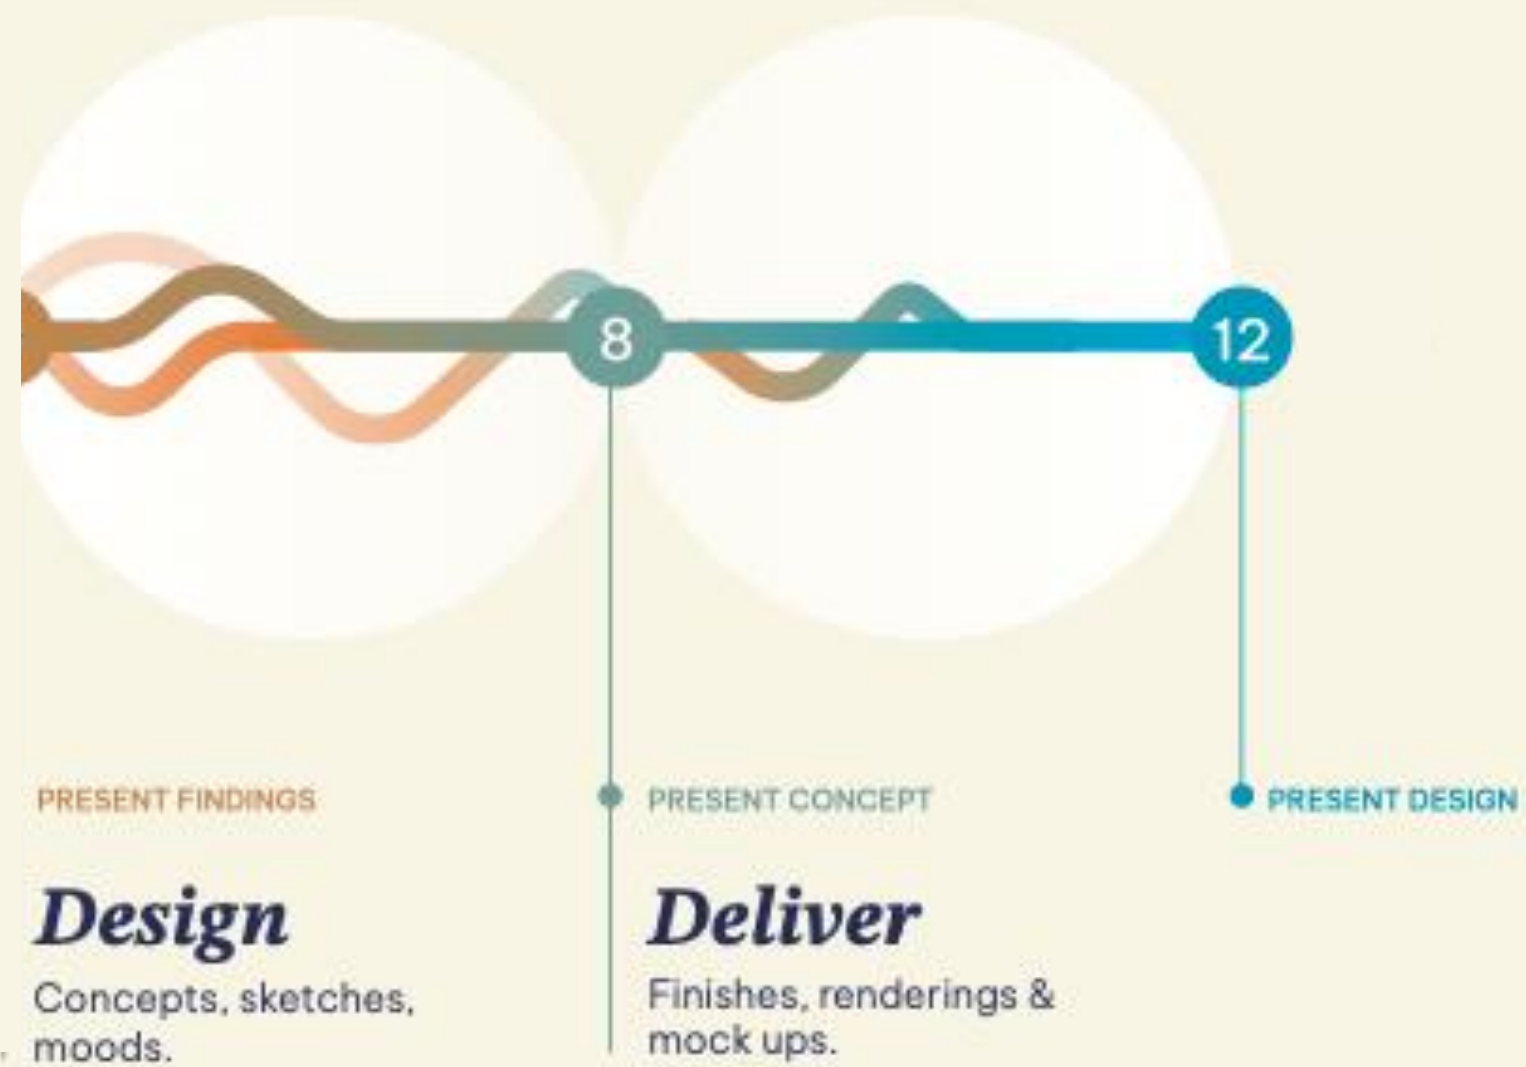 8
12
PRESENT FINDINGS
PRESENT CONCEPT
PRESENT DESIGN
Design
Concepts, sketches,
moods.
Deliver
Finishes, renderings &
mock ups.